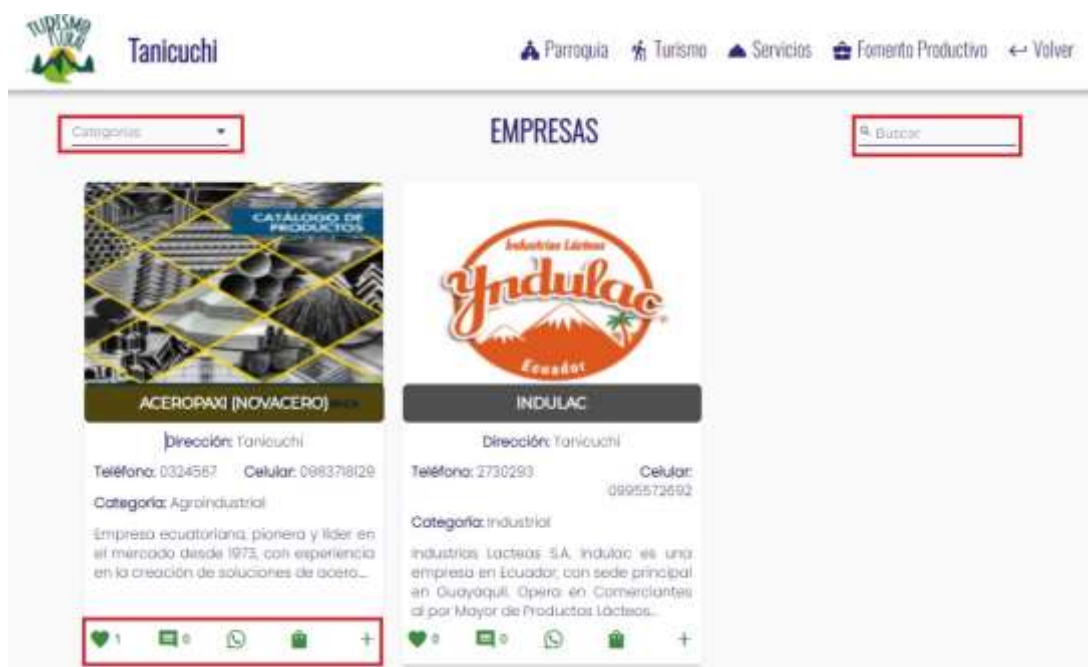 TURISMO
RURAL
Tanicuchi
Parroquia
Turismo
Servicios
Fomento Productivo
Volver
Categorías
EMPRESAS
Buscar
CATÁLOGO DE
PRODUCTOS
ACEROPAXI (NOVACERO)
Dirección: Tanicuchi
Teléfono: 0324567 Celular: 0983718129
Categoría: Agroindustrial
Empresa ecuatoriana, pionera y líder en
el mercado desde 1973, con experiencia
en la creación de soluciones de acero...
1
0
Industrias Lácteas
Yndulac
Ecuador
INDULAC
Dirección: Tanicuchi
Teléfono: 2730293 Celular:
0995572692
Categoría: Industrial
Industrias Lacteas S.A. Indulac es una
empresa en Ecuador, con sede principal
en Guayaquil. Opera en Comerciantes
al por Mayor de Productos Lácteos...
0
0